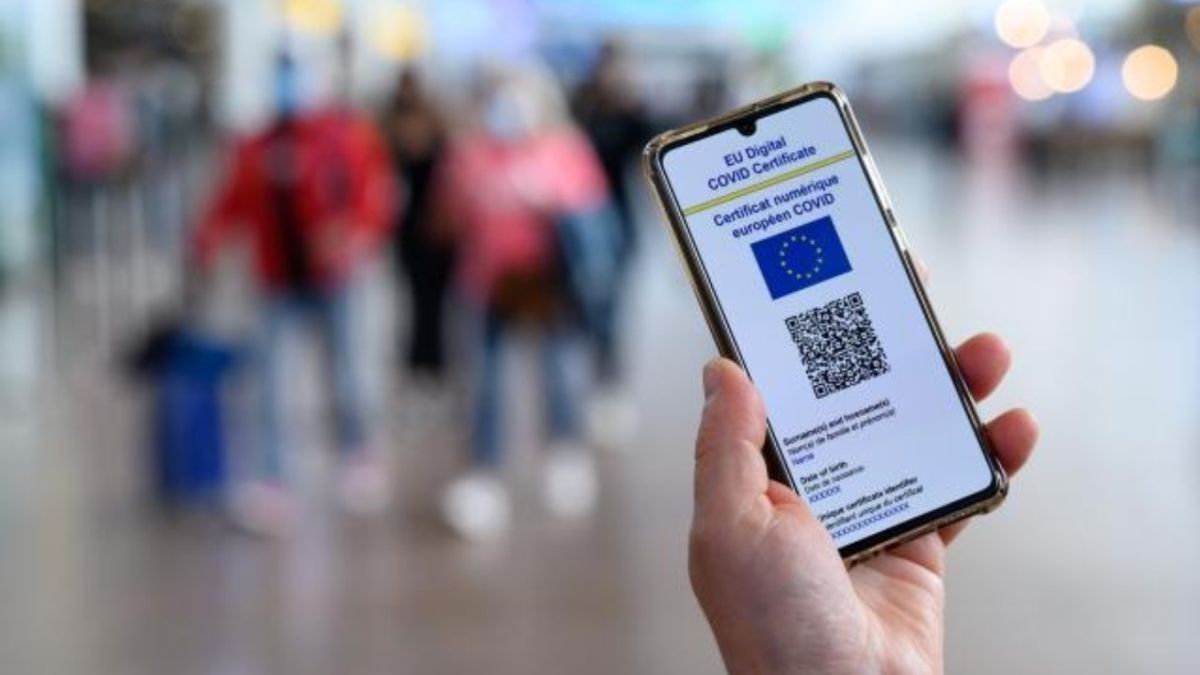 EU Digital
COVID Certificate
Certificat numérique
européen COVID
Surname(s) and forename(s)
Nom(s) de famille et prénom(s)
Name
Date of birth
Date de naissance
XXXXXX
Unique certificate identifier
identifiant unique du certificat